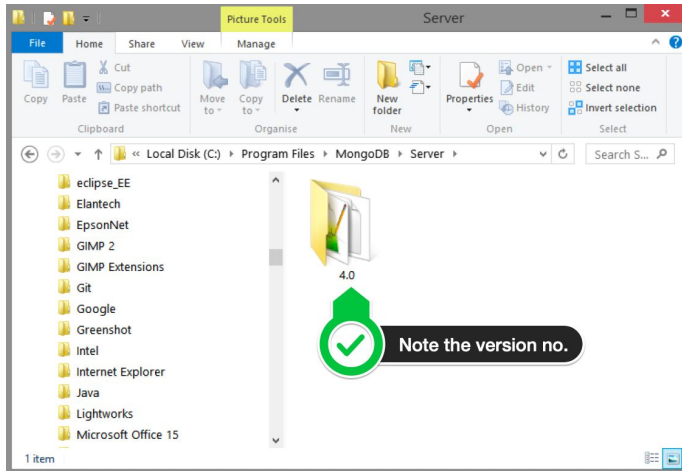 Picture Tools
Server
File
Home
Share
View
Manage
Copy
Paste
Cut
Copy path
Paste shortcut
Move to
Copy to
Delete
Rename
New folder
Properties
Open
Edit
History
Select all
Select none
Invert selection
Clipboard
Organise
New
Open
Select
« Local Disk (C:) Program Files MongoDB Server
Search S...
eclipse_EE
Elantech
EpsonNet
GIMP 2
GIMP Extensions
Git
Google
Greenshot
Intel
Internet Explorer
Java
Lightworks
Microsoft Office 15
4.0
Note the version no.
1 item